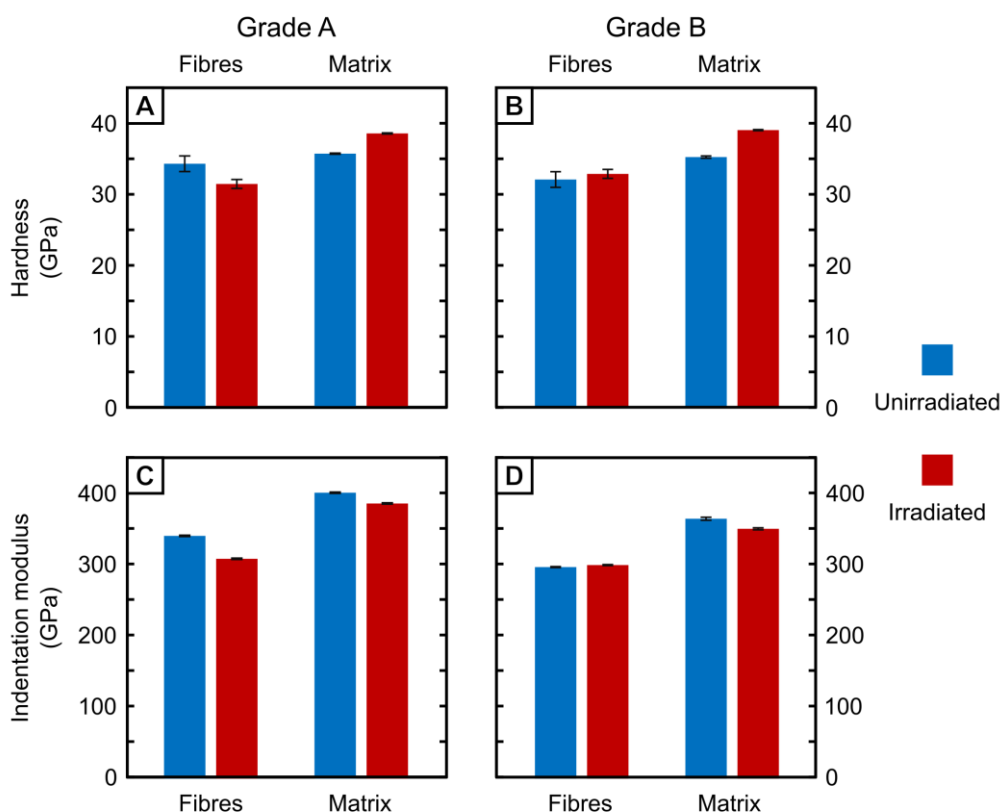 Grade A
Grade B
Fibres
Matrix
Fibres
Matrix
A
B
Hardness
(GPa)
40
30
20
10
0
40
30
20
10
0
Unirradiated
Irradiated
C
D
Indentation modulus
(GPa)
400
300
200
100
0
400
300
200
100
0
Fibres
Matrix
Fibres
Matrix